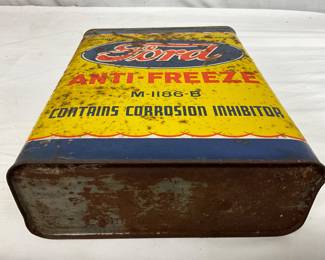 Ford
ANTI-FREEZE
M-1186-B
CONTAINS CORROSION INHIBITOR